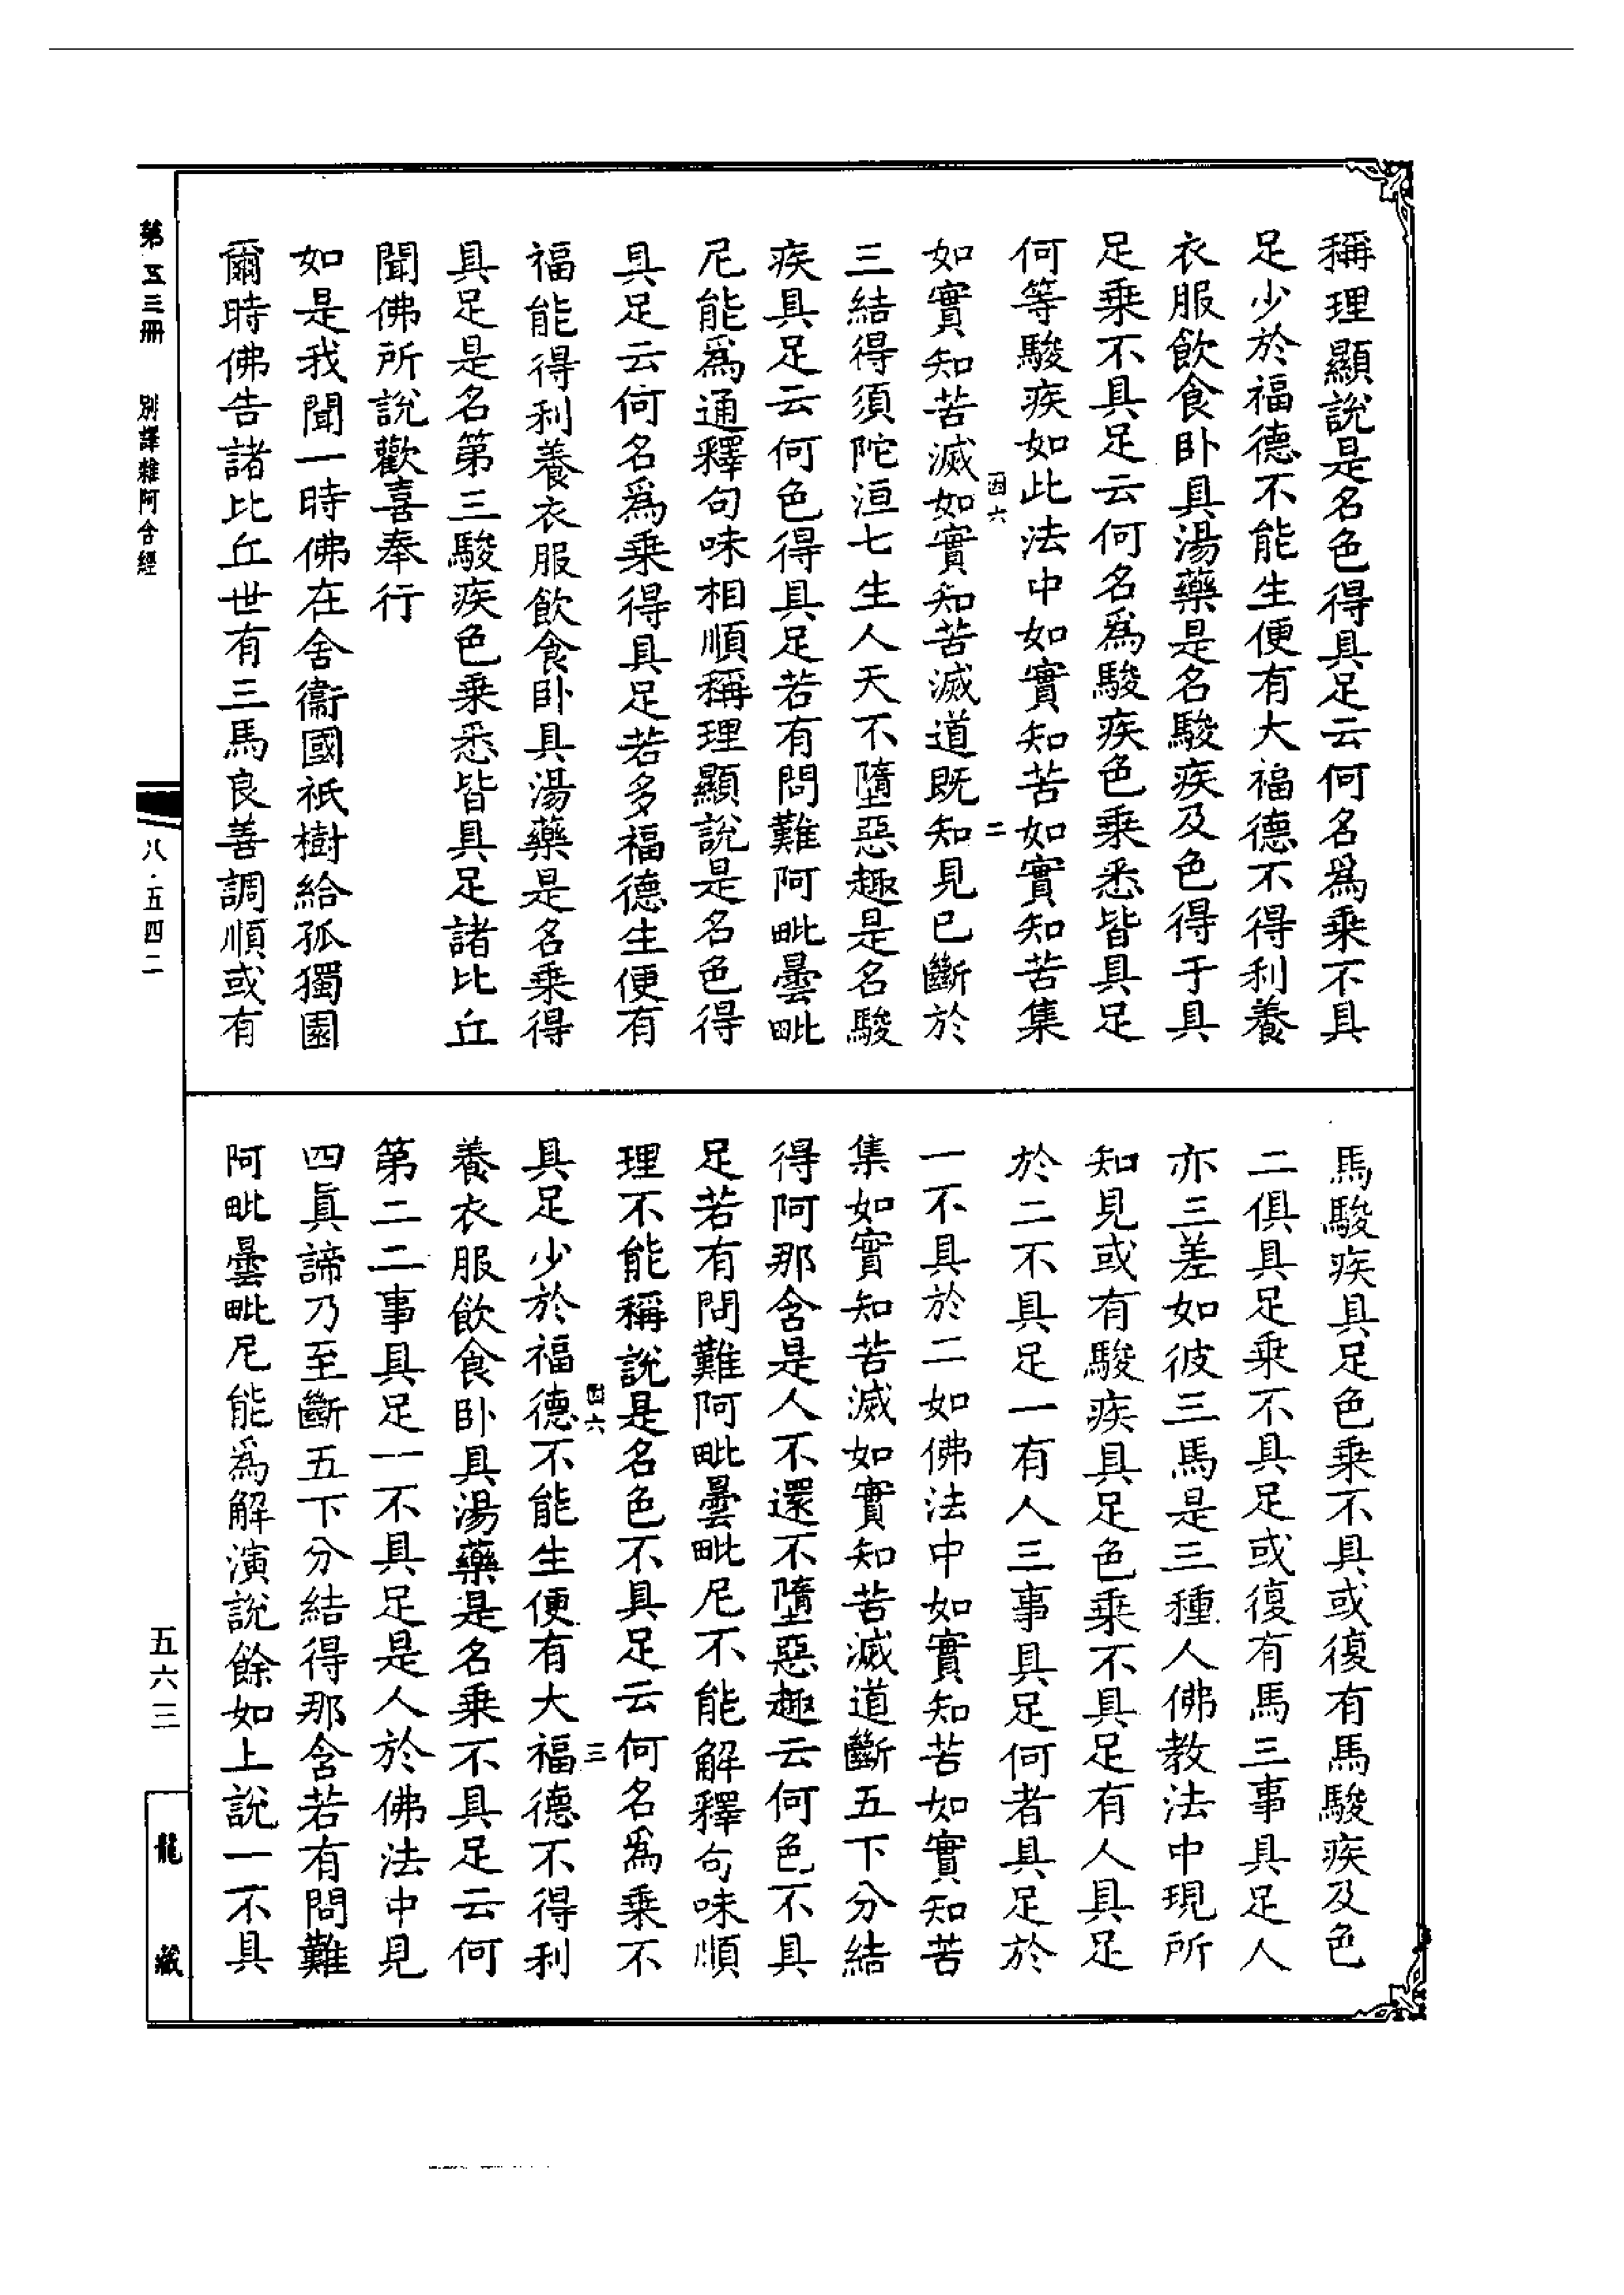 稱理顯說是名色得具足云何名爲乘不具
足少於福德不能生便有大福德不得利養
衣服飲食卧具湯藥是名駿疾及色得于具
足乘不具足云何名爲駿疾色乘悉皆具足
何等駿疾如此法中如實知苦如實知苦集
如實知苦滅如實知苦滅道既知見已斷於
三結得須陀洹七生人天不墮惡趣是名駿
疾具足云何色得具足若有問難阿毗曇毗
尼能爲通釋句味相順稱理顯說是名色得
具足云何名爲乘得具足若多福德生便有
福能得利養衣服飲食卧具湯藥是名乘得
具足是名第三駿疾色乘悉皆具足諸比丘
聞佛所說歡喜奉行
如是我聞一時佛在舍衞國祇樹給孤獨園
爾時佛告諸比丘世有三馬良善調順或有
馬駿疾具足色乘不具或復有馬駿疾及色
二俱具足乘不具足或復有馬三事具足人
亦三差如彼三馬是三種人佛教法中現所
知見或有駿疾具足色乘不具足有人具足
於二不具足一有人三事具足何者具足於
一不具於二如佛法中如實知苦如實知苦
集如實知苦滅如實知苦滅道斷五下分結
得阿那含是人不還不墮惡趣云何色不具
足若有問難阿毗曇毗尼不能解釋句味順
理不能稱說是名色不具足云何名爲乘不
具足少於福德不能生便有大福德不得利
養衣服飲食卧具湯藥是名乘不具足云何
第二二事具足一不具足是人於佛法中見
四眞諦乃至斷五下分結得那含若有問難
阿毗曇毗尼能爲解演說餘如上說一不具
因六
二
因六
三
第五三冊
別譯雜阿含經
八·五四二
五六三
龍藏